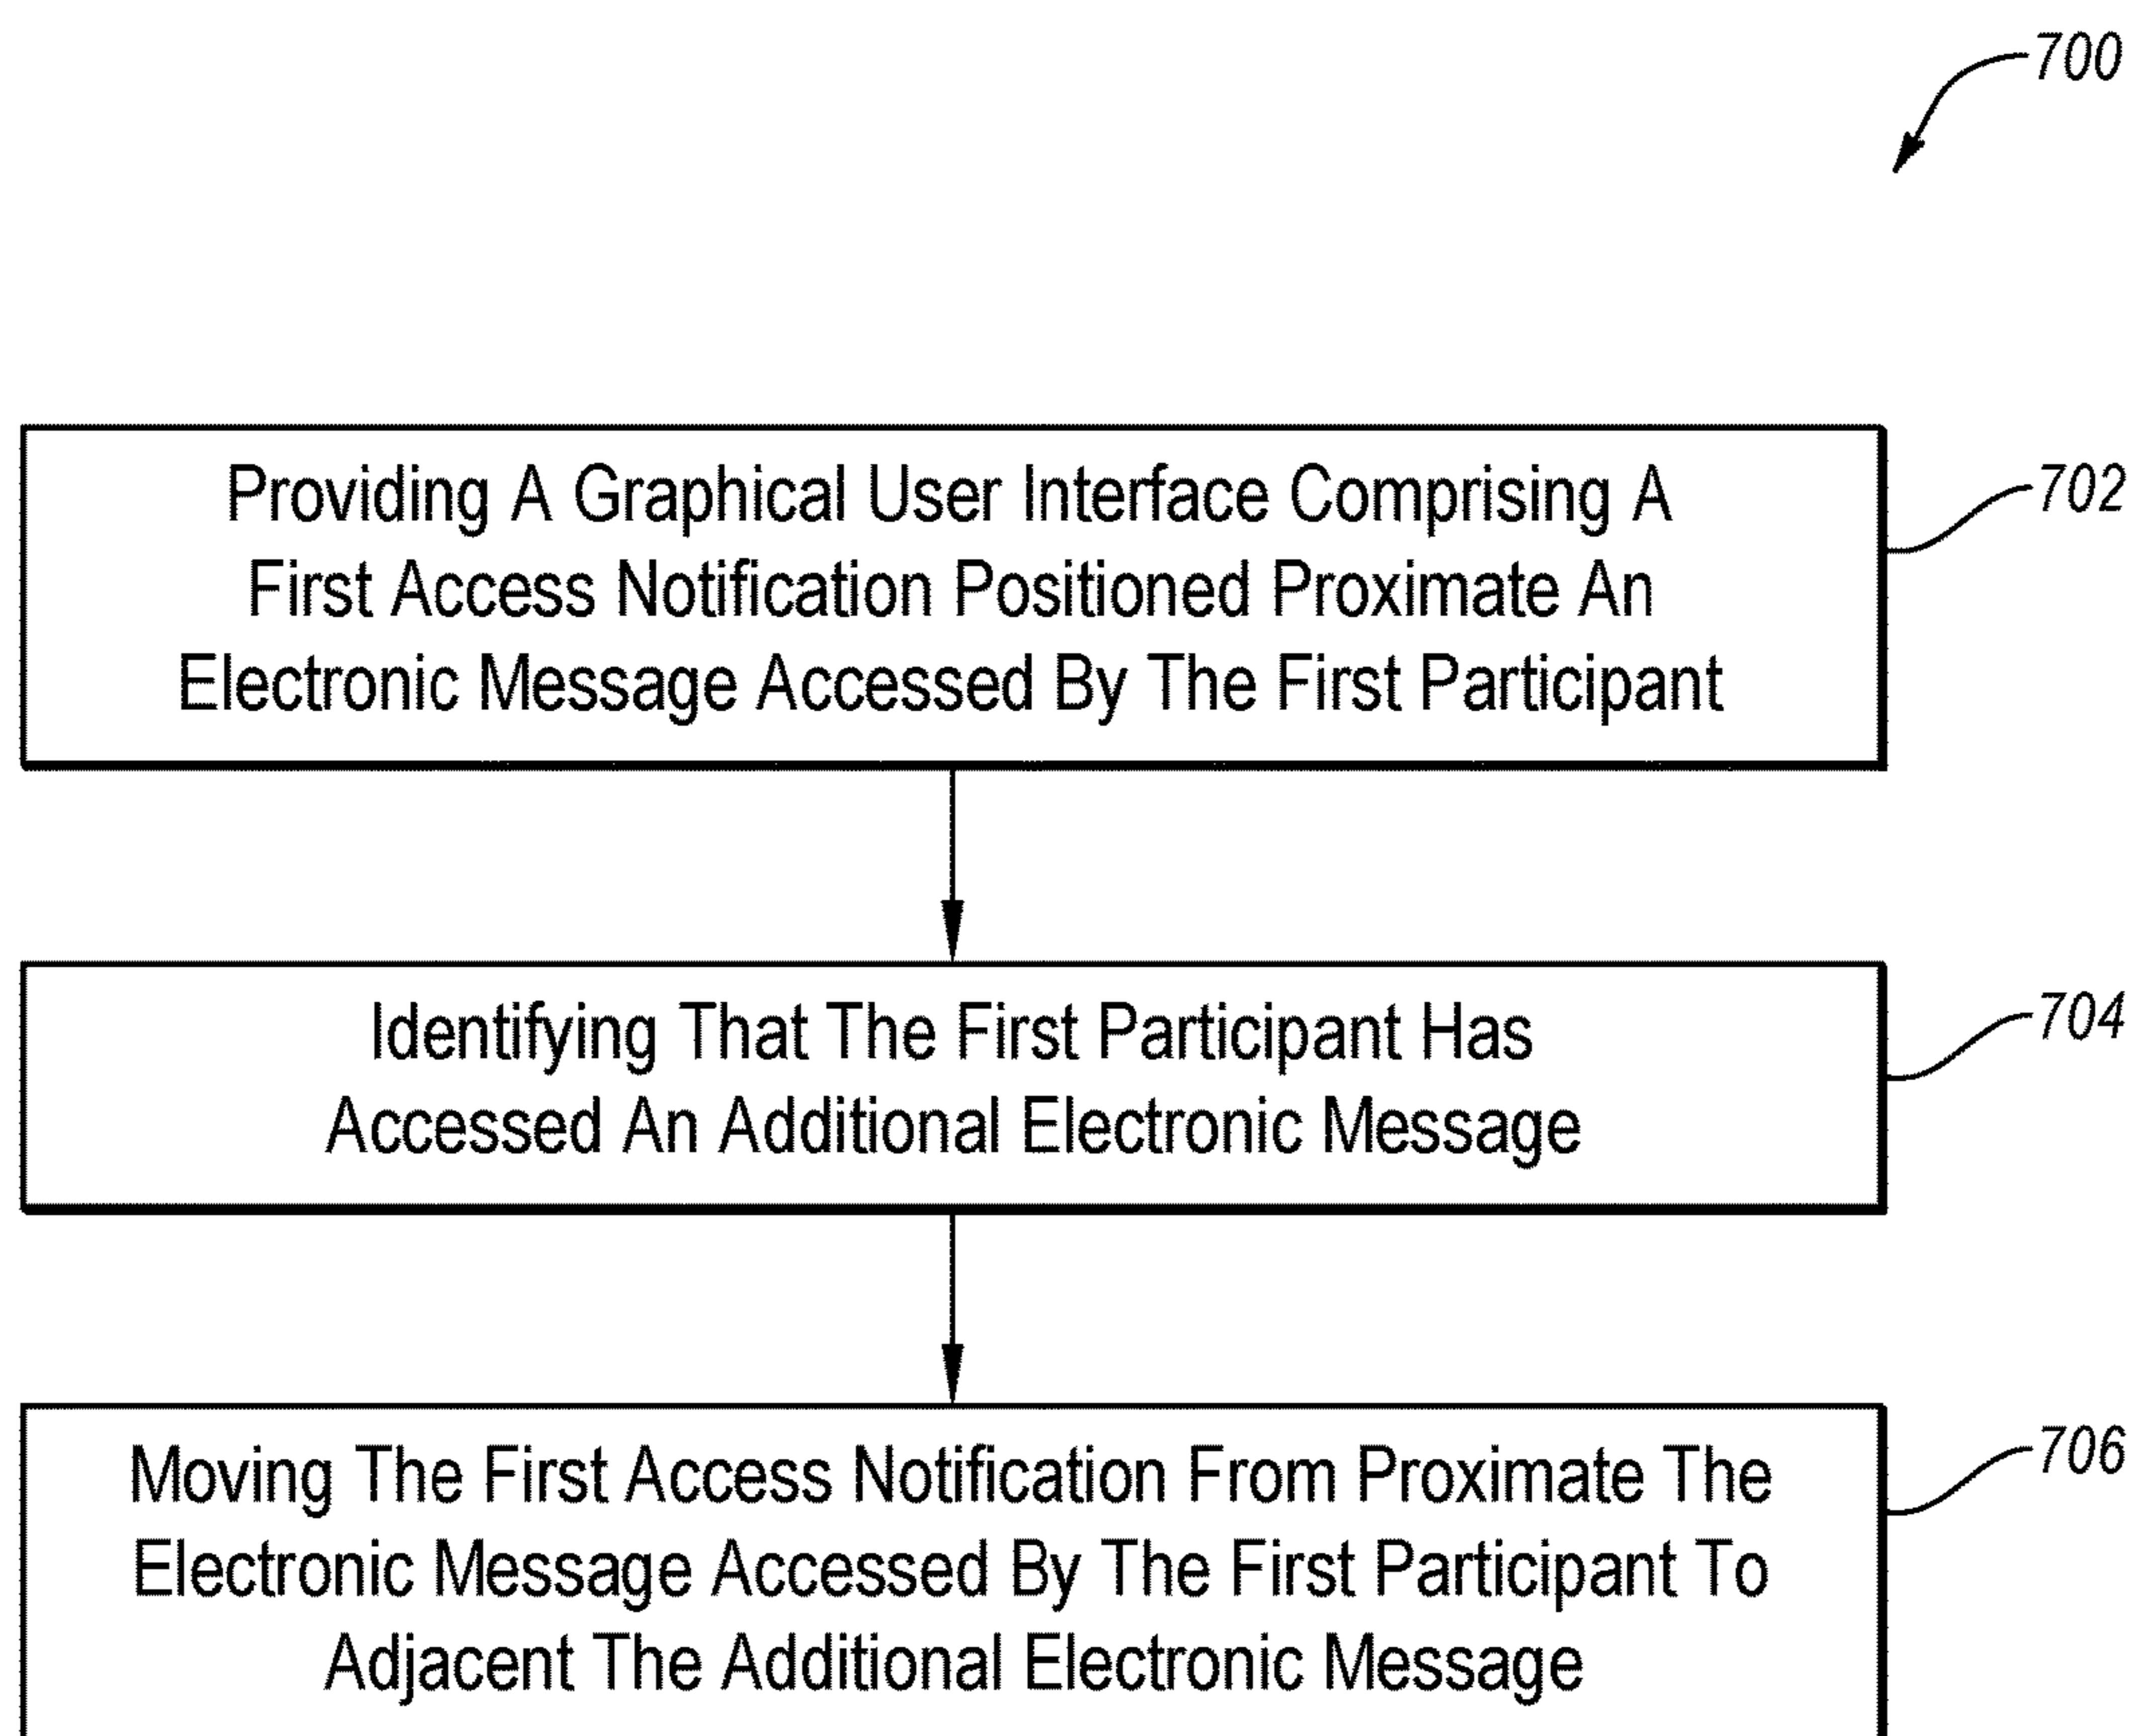 700
Providing A Graphical User Interface Comprising A
First Access Notification Positioned Proximate An
Electronic Message Accessed By The First Participant
702
Identifying That The First Participant Has
Accessed An Additional Electronic Message
704
Moving The First Access Notification From Proximate The
Electronic Message Accessed By The First Participant To
Adjacent The Additional Electronic Message
706